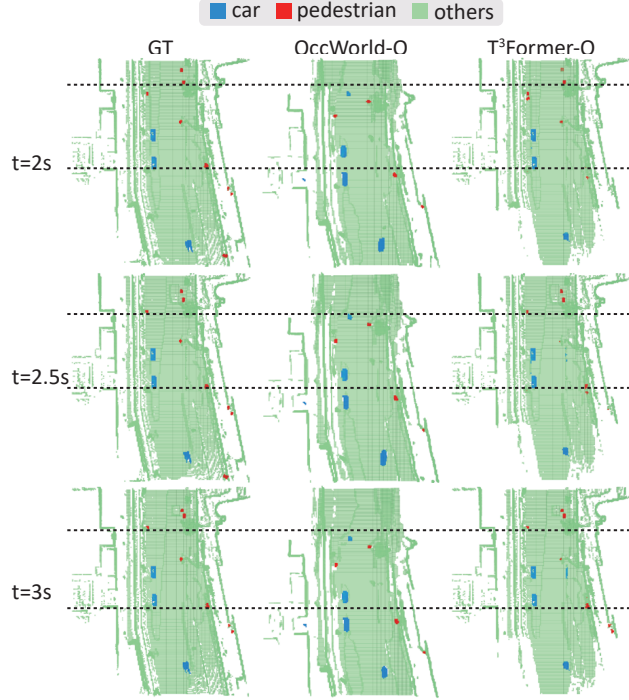 car pedestrian others
GT OccWorld-O T³Former-O
t=2s
t=2.5s
t=3s